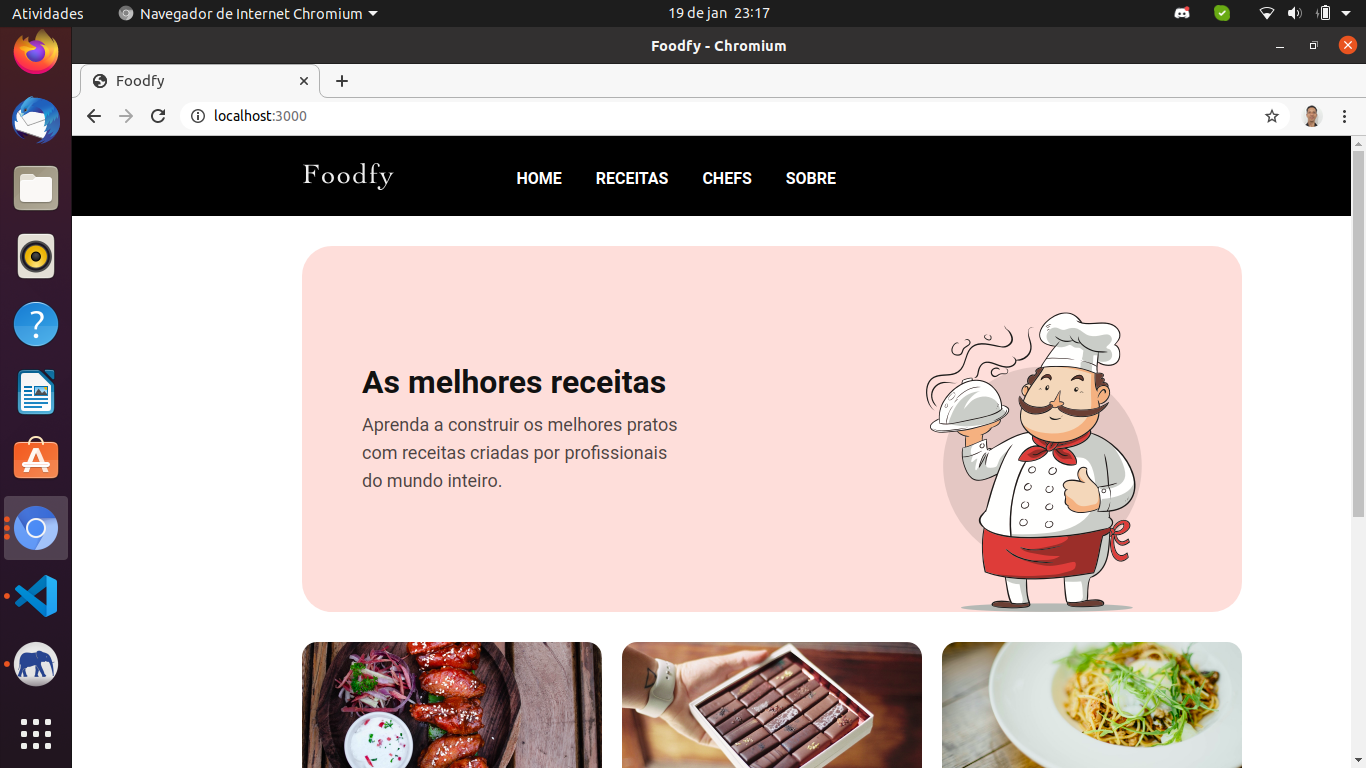 Atividades
Navegador de Internet Chromium
19 de jan 23:17
Foodfy - Chromium
Foodfy
localhost:3000
Foodfy
HOME
RECEITAS
CHEFS
SOBRE
As melhores receitas
Aprenda a construir os melhores pratos
com receitas criadas por profissionais
do mundo inteiro.